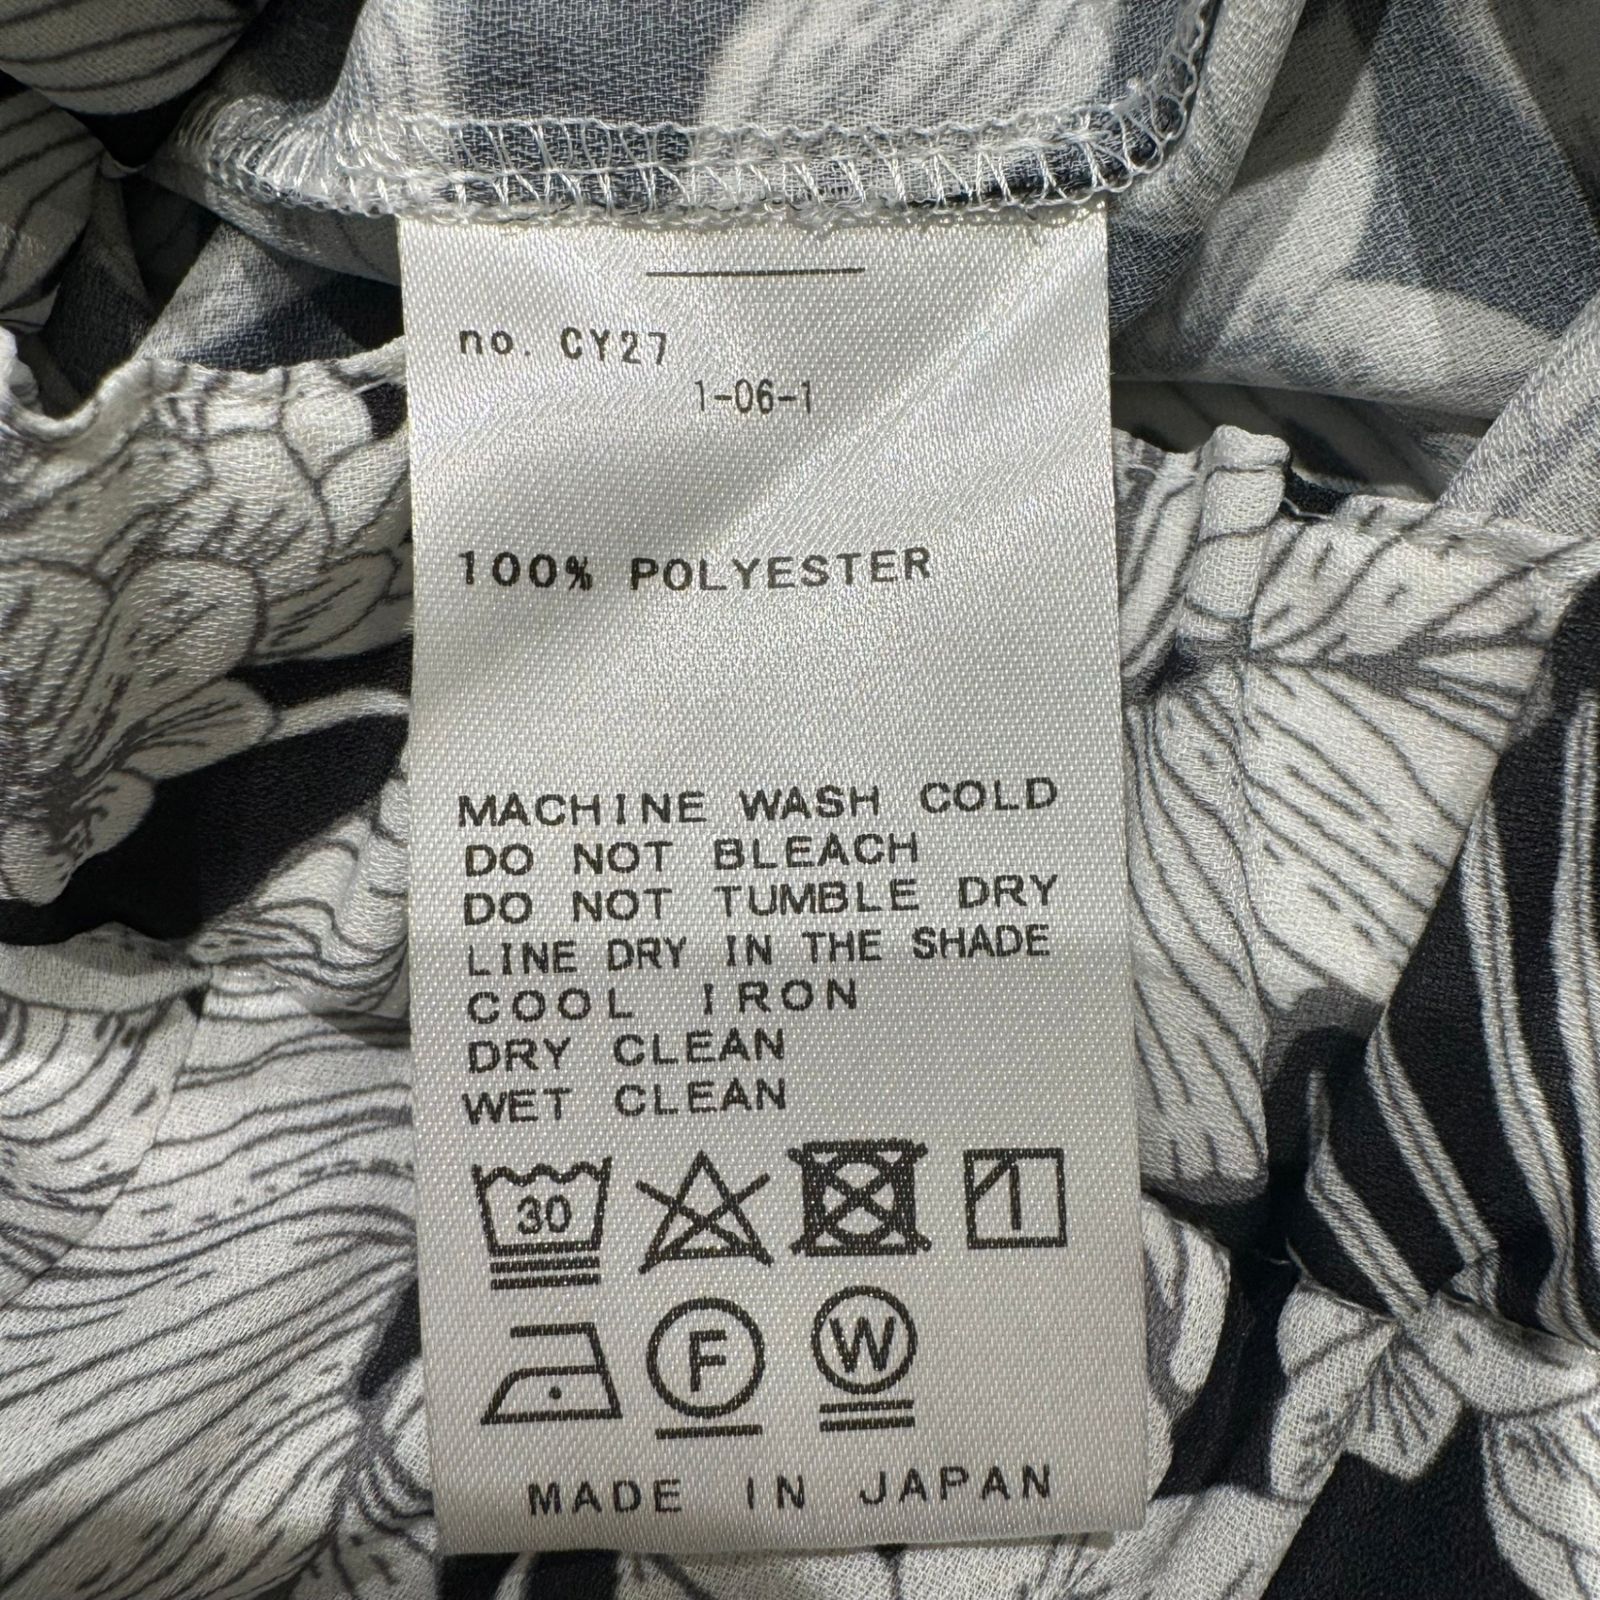 no. CY27
1-06-1
100% POLYESTER
MACHINE WASH COLD
DO NOT BLEACH
DO NOT TUMBLE DRY
LINE DRY IN THE SHADE
COOL IRON
DRY CLEAN
WET CLEAN
30
F W
MADE IN JAPAN